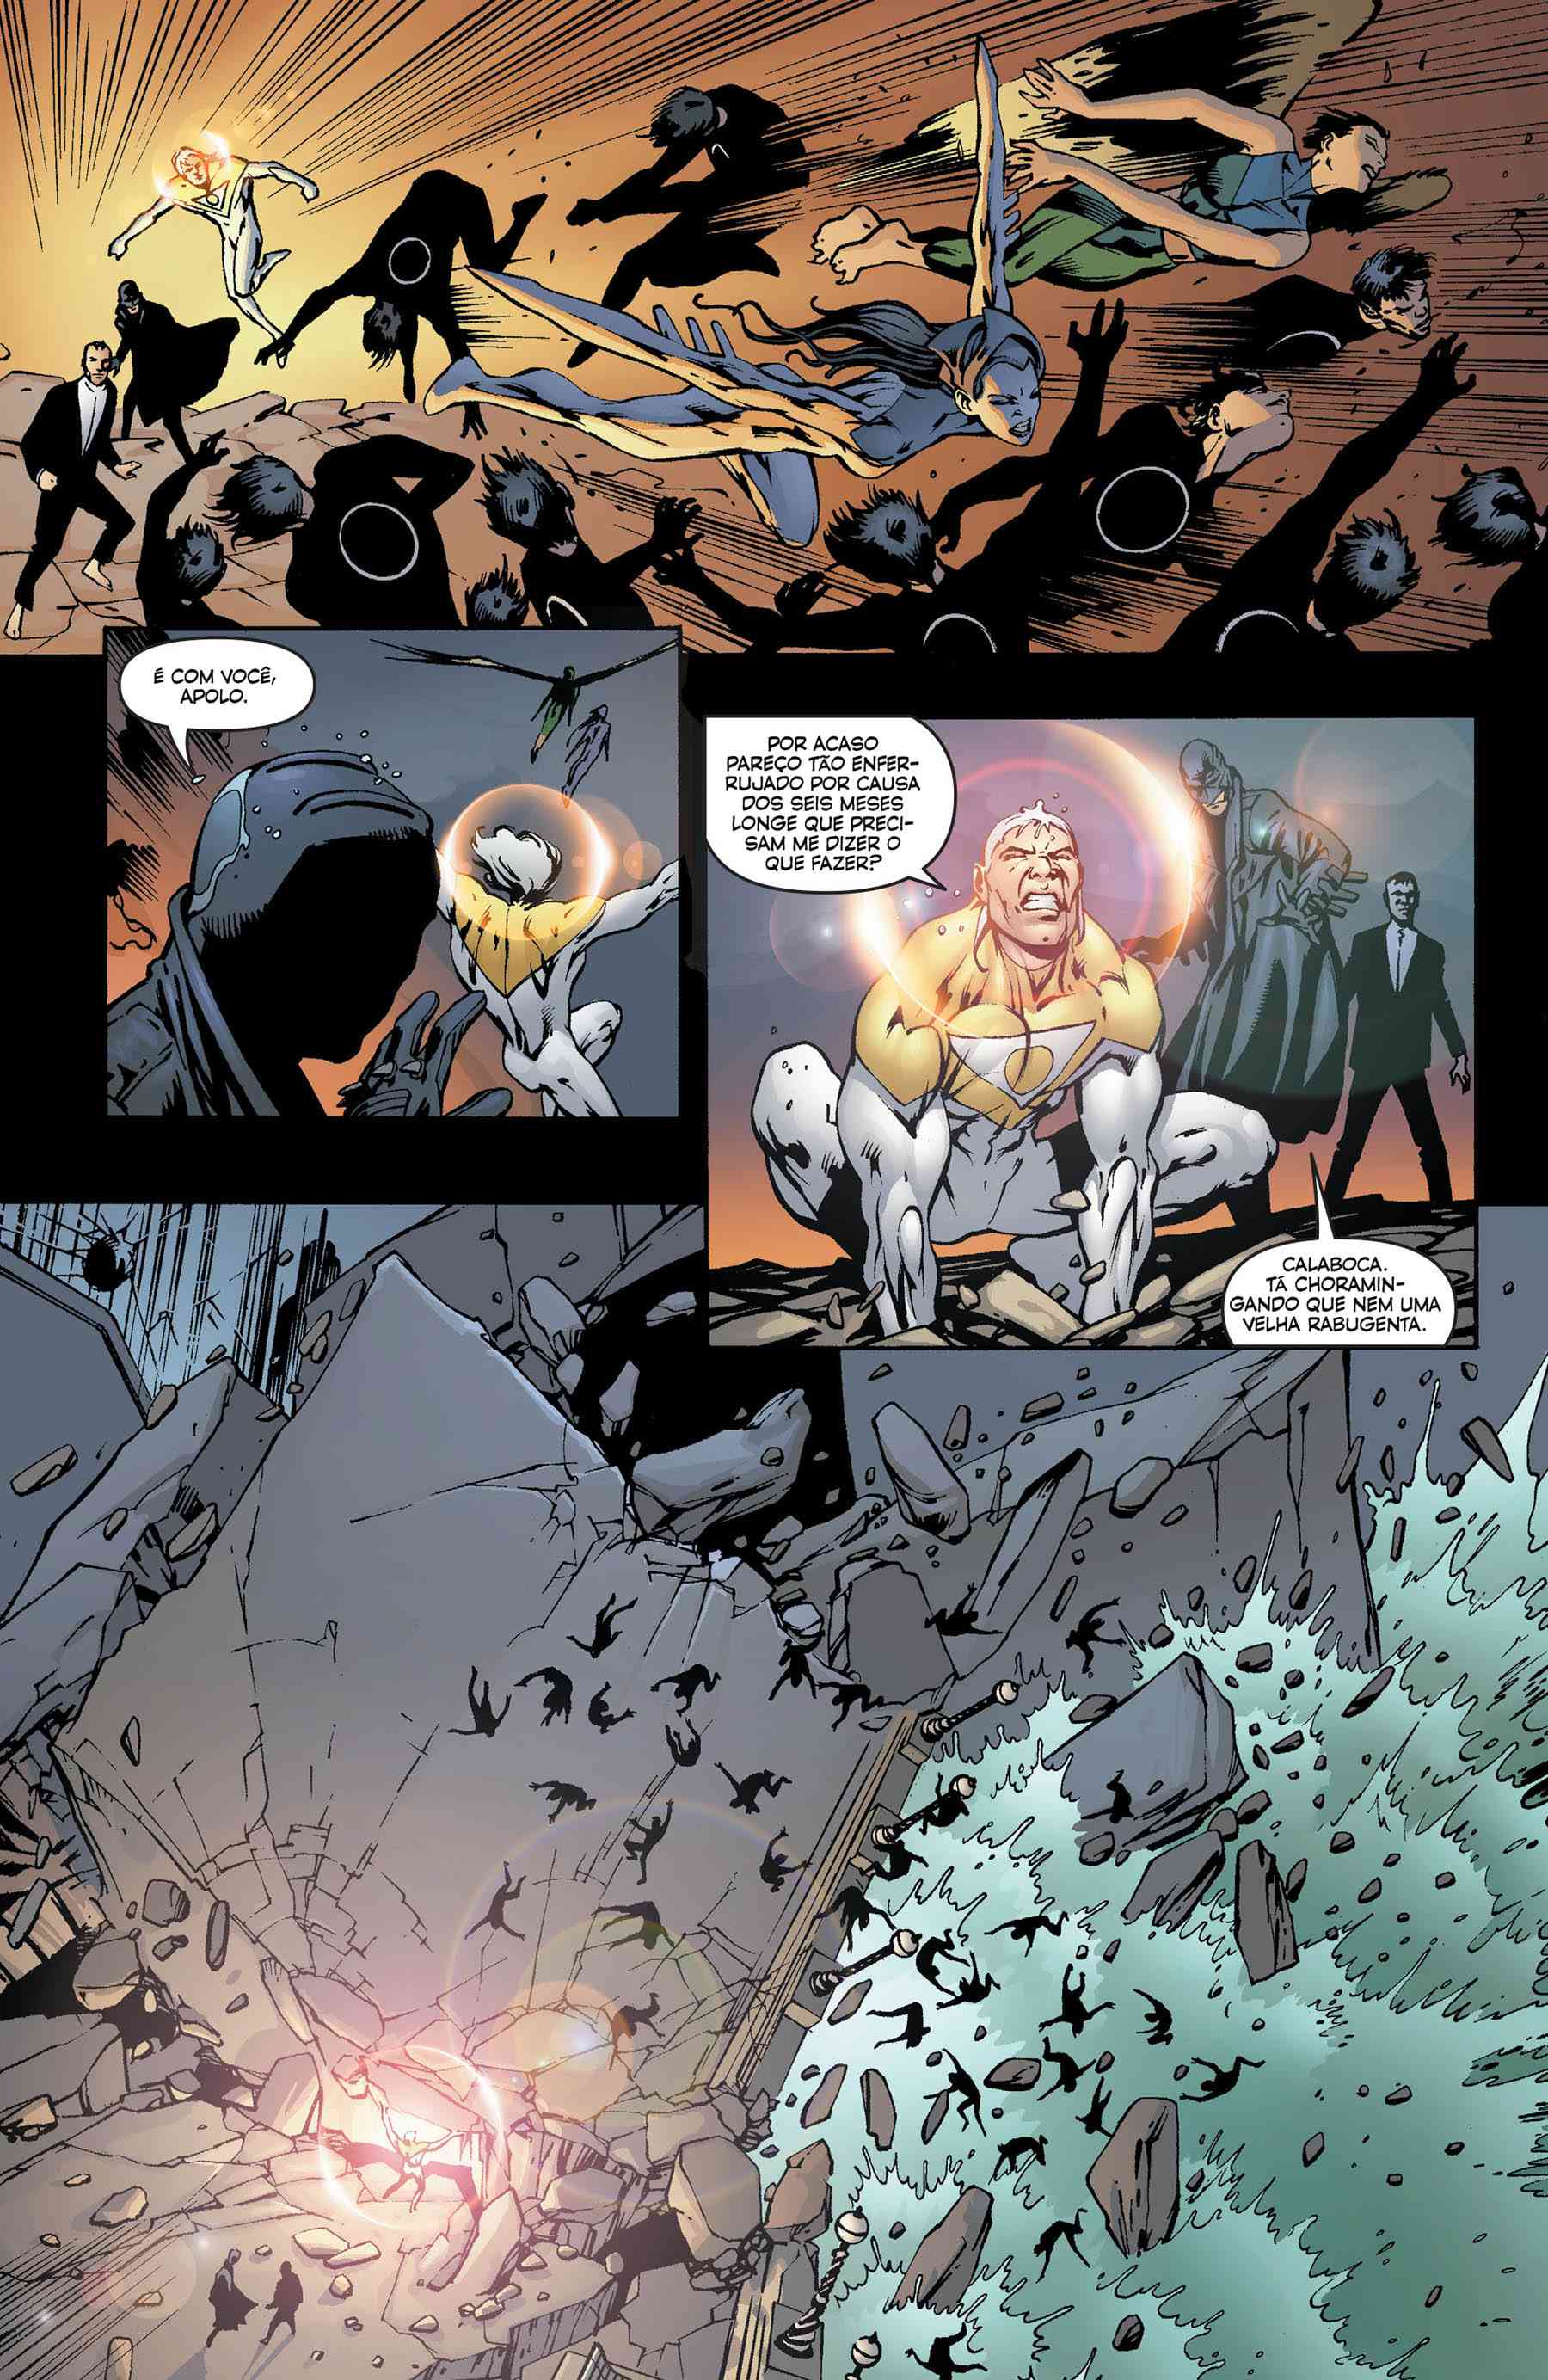 É COM VOCÊ,
APOLO.
POR ACASO
PAREÇO TÃO ENFER-
RUJADO POR CAUSA
DOS SEIS MESES
LONGE QUE PRECI-
SAM ME DIZER O
QUE FAZER?
CALABOCA.
TÁ CHORAMIN-
GANDO QUE NEM UMA
VELHA RABUGENTA.